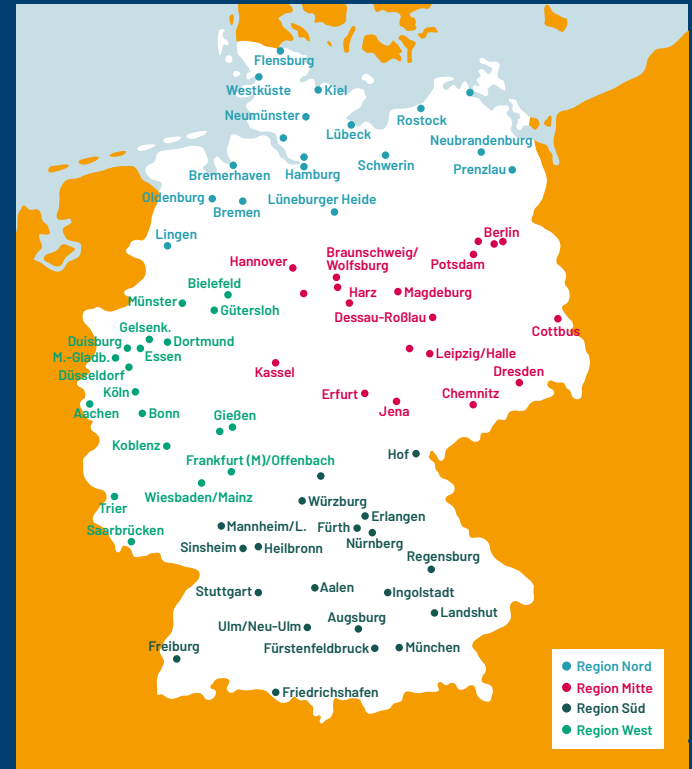 Flensburg
Westküste
Kiel
Neumünster
Lübeck
Rostock
Neubrandenburg
Bremerhaven
Hamburg
Schwerin
Prenzlau
Oldenburg
Bremen
Lüneburger Heide
Lingen
Berlin
Hannover
Braunschweig/
Wolfsburg
Potsdam
Bielefeld
Münster
Gütersloh
Harz
Magdeburg
Dessau-Roßlau
Gelsenk.
Cottbus
Duisburg
Dortmund
M.-Gladb.
Essen
Leipzig/Halle
Düsseldorf
Kassel
Dresden
Köln
Erfurt
Chemnitz
Aachen
Bonn
Gießen
Jena
Koblenz
Hof
Frankfurt (M)/Offenbach
Wiesbaden/Mainz
Trier
Würzburg
Saarbrücken
Mannheim/L.
Fürth
Erlangen
Sinsheim
Heilbronn
Nürnberg
Regensburg
Stuttgart
Aalen
Ingolstadt
Augsburg
Landshut
Ulm/Neu-Ulm
Freiburg
Fürstenfeldbruck
München
Friedrichshafen
Region Nord
Region Mitte
Region Süd
Region West